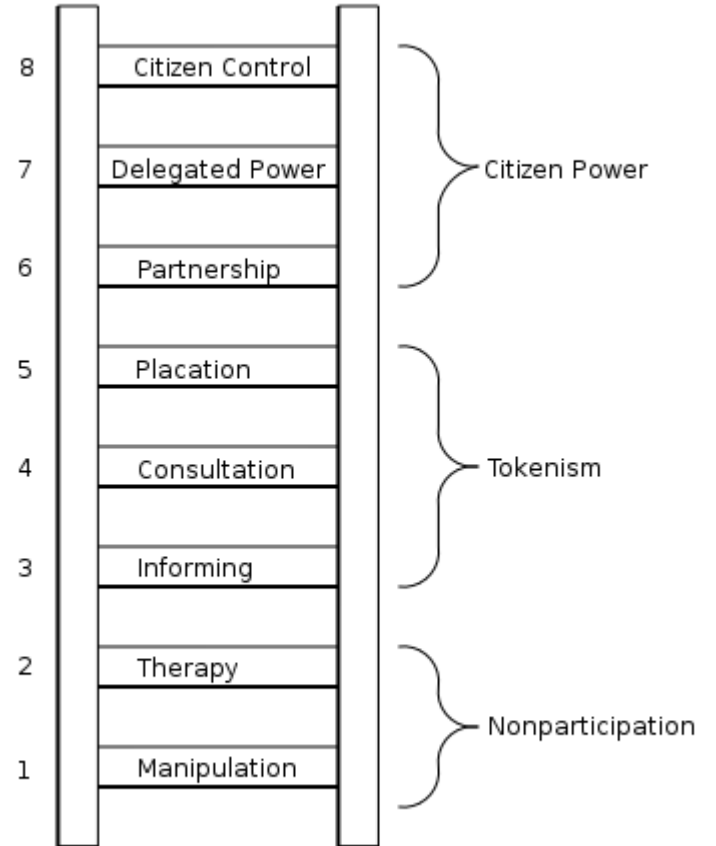 8 Citizen Control
7 Delegated Power Citizen Power
6 Partnership
5 Placation
4 Consultation Tokenism
3 Informing
2 Therapy
Nonparticipation
1 Manipulation